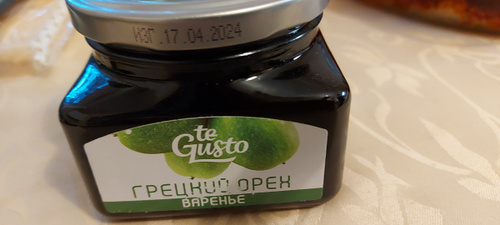 ИЗГ.17.04.2024
te
Gusto
ГРЕЦКИЙ ОРЕХ
ВАРЕНЬЕ